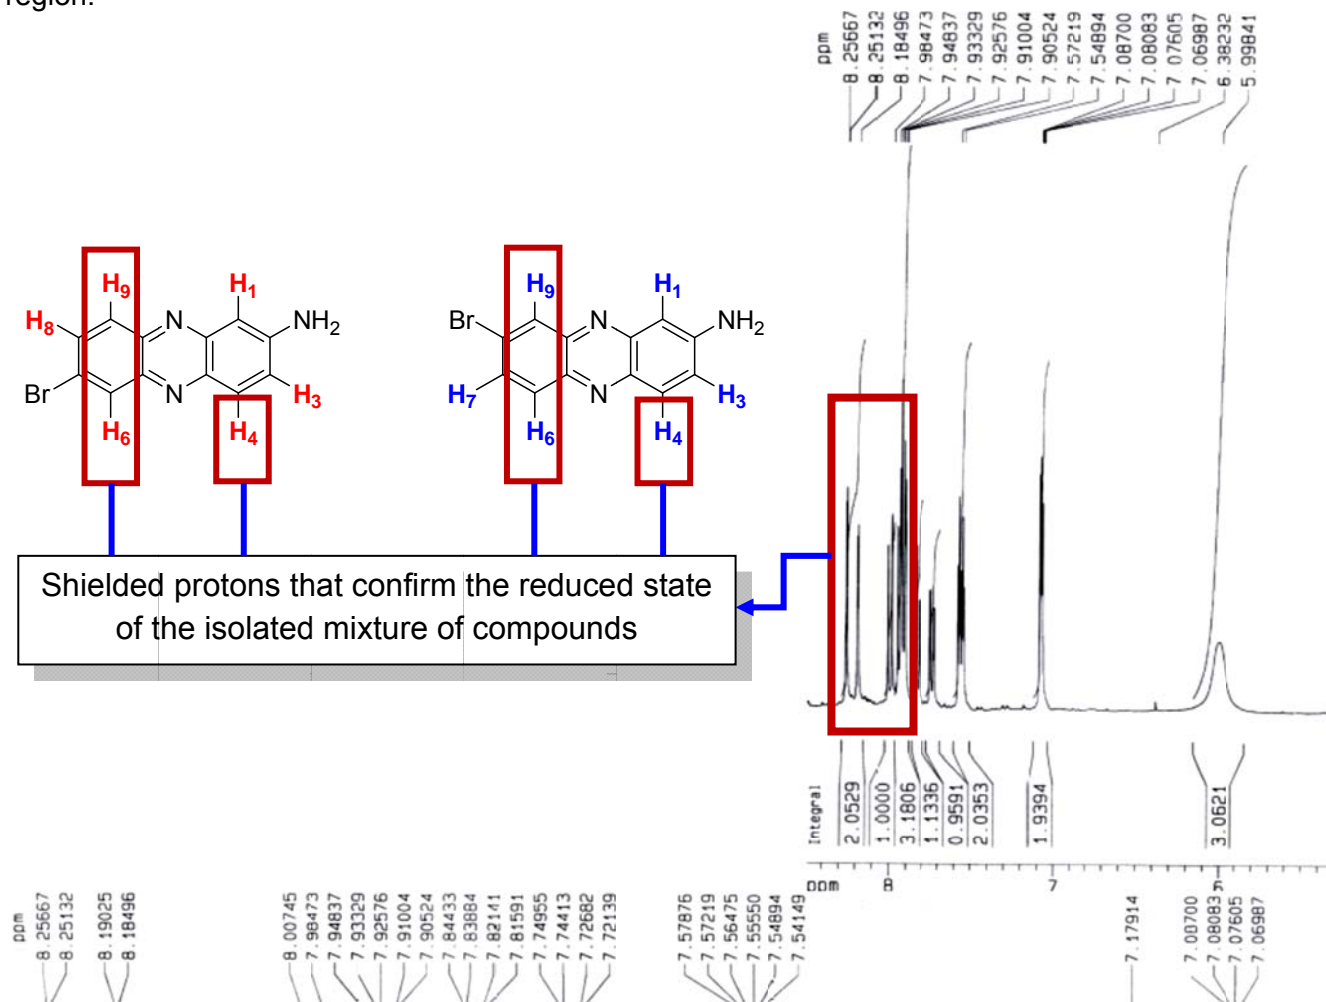 region.
ppm
8.25667
8.25132
8.18496
7.98473
7.94837
7.93329
7.92576
7.91004
7.90524
7.57219
7.54894
7.08700
7.08083
7.07605
7.06987
6.38232
5.99841
H9
H1
H8
N
NH2
Br
N
H3
H6
H4
H9
H1
Br
N
NH2
H7
N
H3
H6
H4
Shielded protons that confirm the reduced state
of the isolated mixture of compounds
Integral
2.0529
1.0000
3.1806
1.1336
0.9591
2.0353
1.9394
3.0621
ppm
8
7
6
ppm
8.25667
8.25132
8.19025
8.18496
8.00745
7.98473
7.94837
7.93329
7.92576
7.91004
7.90524
7.84433
7.83884
7.82141
7.81591
7.74955
7.74413
7.72682
7.72139
7.57876
7.57219
7.56475
7.55550
7.54894
7.54149
7.17914
7.08700
7.08083
7.07605
7.06987